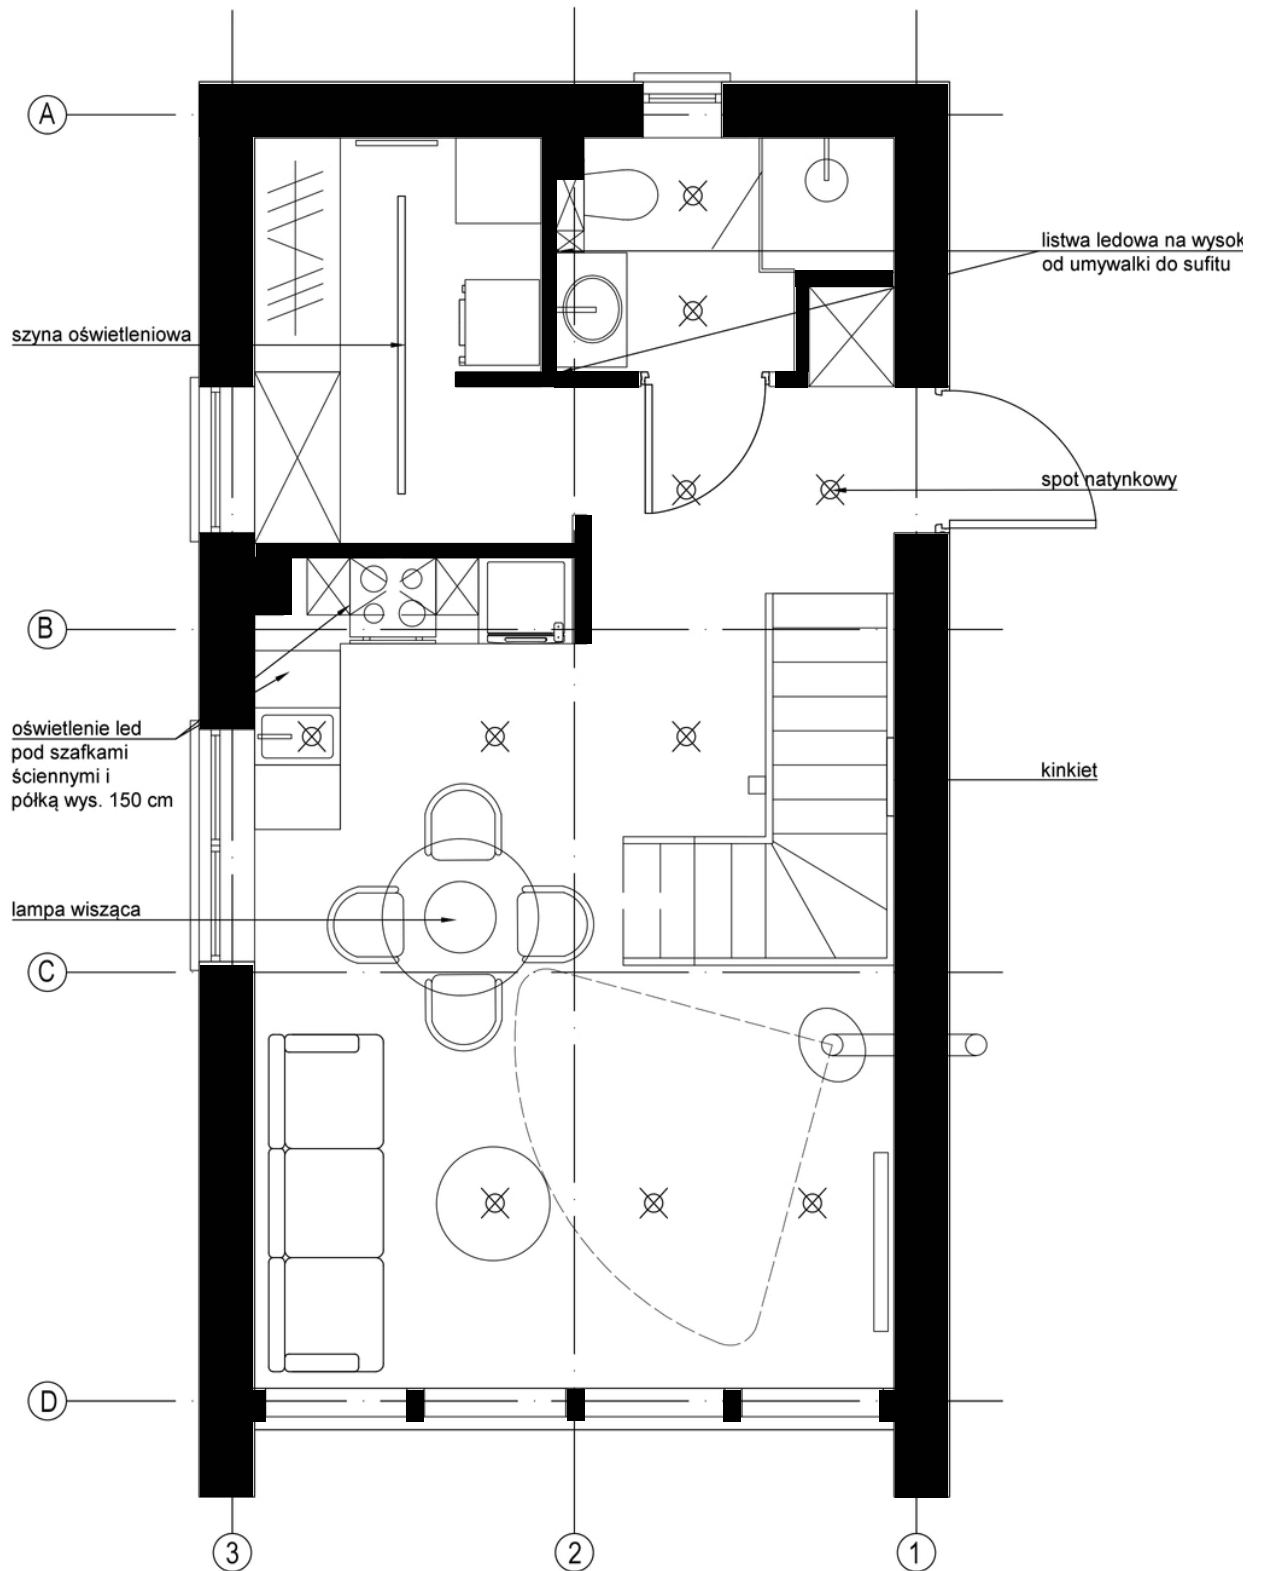 A
listwa ledowa na wysok
od umywalki do sufitu
szyna oświetleniowa
spot natynkowy
B
oświetlenie led
pod szafkami
ściennymi i
półką wys. 150 cm
kinkiet
lampa wisząca
C
D
3
2
1